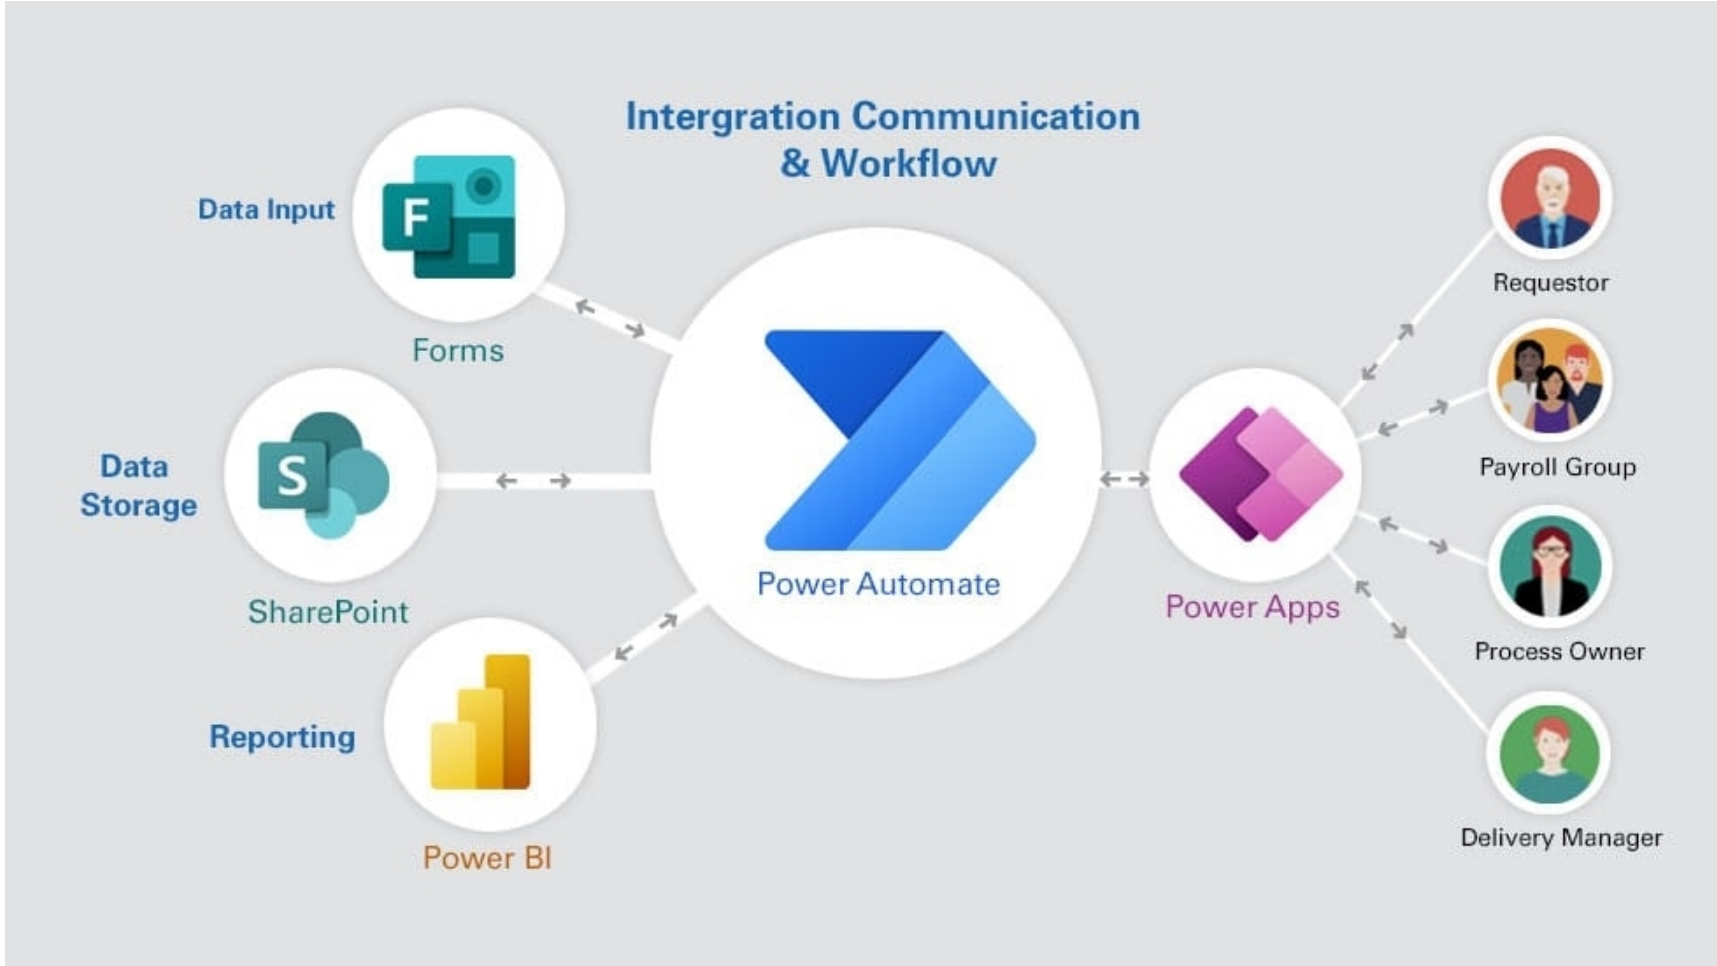 Intergration Communication
& Workflow
Data Input
F
Forms
Data
Storage
S
SharePoint
Reporting
Power BI
Power Automate
Power Apps
Requestor
Payroll Group
Process Owner
Delivery Manager